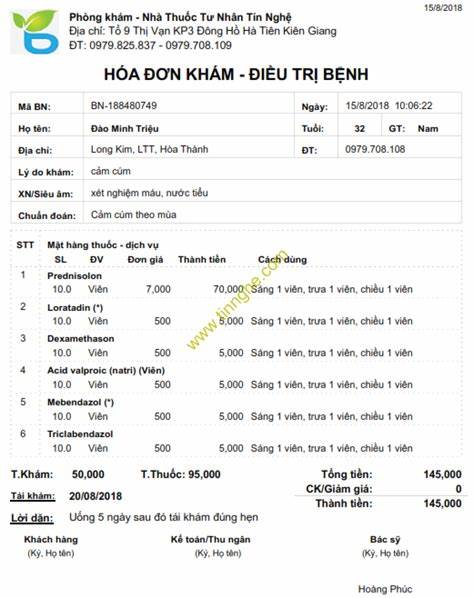 15/8/2018
Phòng khám - Nhà Thuốc Tư Nhân Tín Nghệ
Địa chỉ: Tổ 9 Thị Vạn KP3 Đông Hồ Hà Tiên Kiên Giang
ĐT: 0979.825.837 - 0979.708.109
HÓA ĐƠN KHÁM - ĐIỀU TRỊ BỆNH
Mã BN: BN-188480749 Ngày: 15/8/2018 10:06:22
Họ tên: Đào Minh Triệu Tuổi: 32 GT: Nam
Địa chỉ: Long Kim, LTT, Hòa Thành ĐT: 0979.708.108
Lý do khám: cảm cúm
XN/Siêu âm: xét nghiệm máu, nước tiểu
Chuẩn đoán: Cảm cúm theo mùa
STT Mặt hàng thuốc - dịch vụ
SL ĐV Đơn giá Thành tiền Cách dùng
1 Prednisolon
10.0 Viên 7,000 70,000 Sáng 1 viên, trưa 1 viên, chiều 1 viên
2 Loratadin (*)
10.0 Viên 500 5,000 Sáng 1 viên, trưa 1 viên, chiều 1 viên
3 Dexamethason
10.0 Viên 500 5,000 Sáng 1 viên, trưa 1 viên, chiều 1 viên
4 Acid valproic (natri) (Viên)
10.0 Viên 500 5,000 Sáng 1 viên, trưa 1 viên, chiều 1 viên
5 Mebendazol (*)
10.0 Viên 500 5,000 Sáng 1 viên, trưa 1 viên, chiều 1 viên
6 Triclabendazol
10.0 Viên 500 5,000 Sáng 1 viên, trưa 1 viên, chiều 1 viên
www.tinnghe.com
T.Khám: 50,000 T.Thuốc: 95,000 Tổng tiền: 145,000
CK/Giảm giá: 0
Tái khám: 20/08/2018 Thành tiền: 145,000
Lời dặn: Uống 5 ngày sau đó tái khám đúng hẹn
Khách hàng Kế toán/Thu ngân Bác sỹ
(Ký, Họ tên) (Ký, Họ tên) (Ký, Họ tên)
Hoàng Phúc